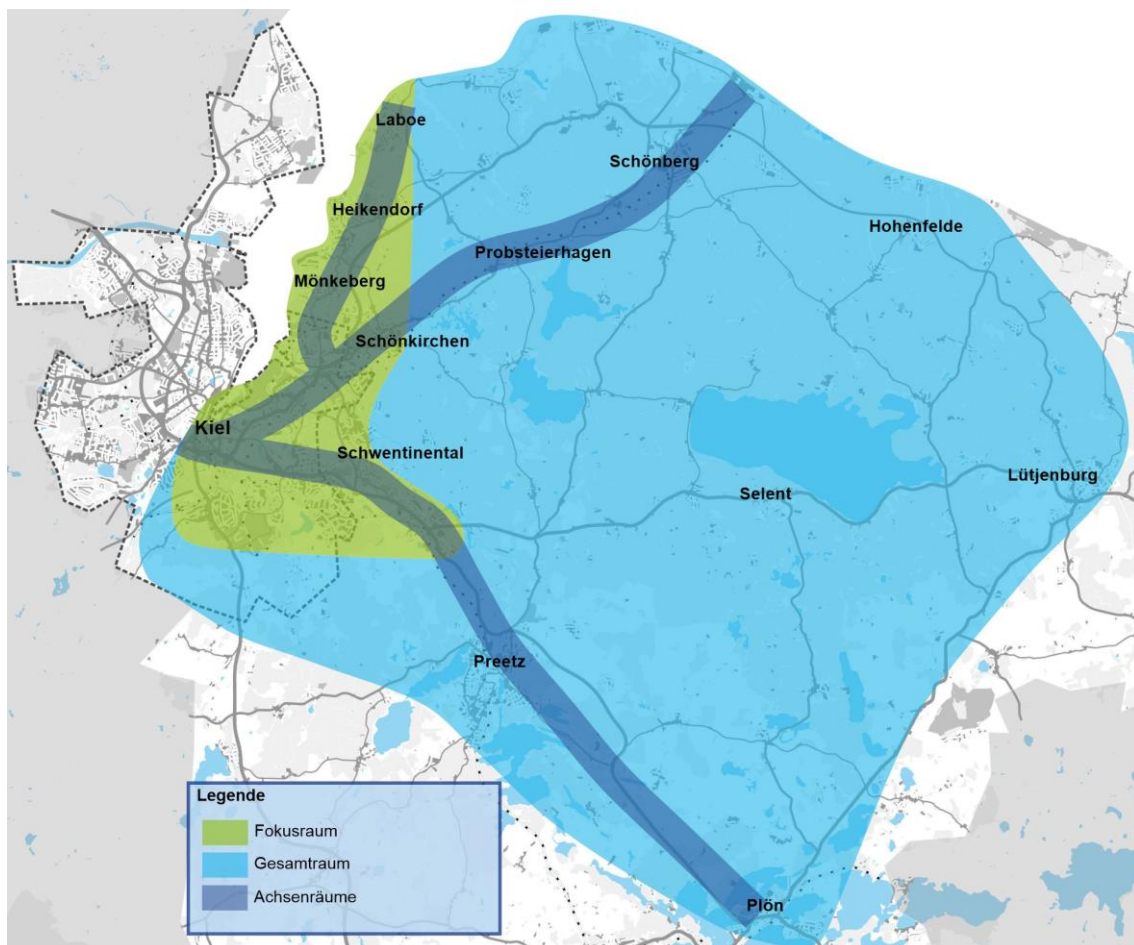 Laboe
Schönberg
Heikendorf
Hohenfelde
Probsteierhagen
Mönkeberg
Schönkirchen
Kiel
Schwentinental
Lütjenburg
Selent
Preetz
Legende
Fokusraum
Gesamtraum
Achsenräume
Plön